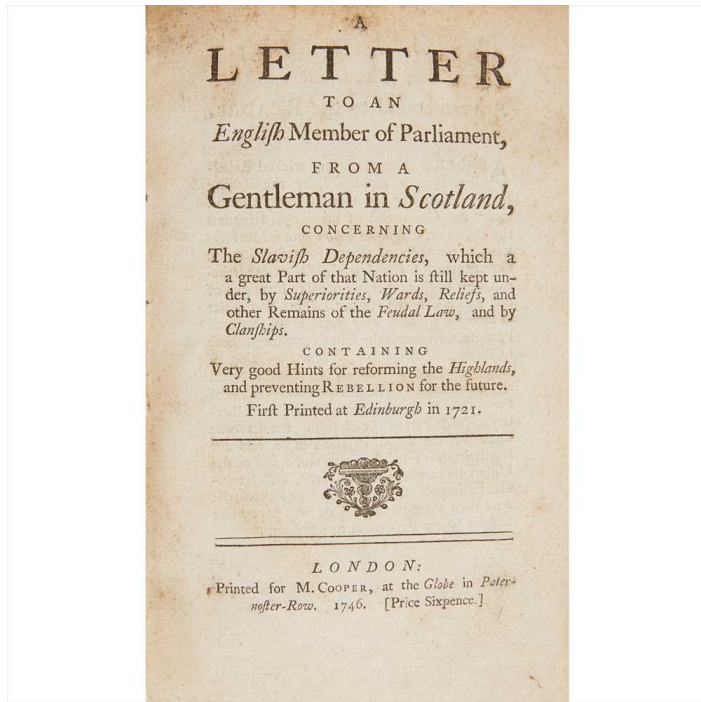 A
LETTER
TO AN
Engliſh Member of Parliament,
FROM A
Gentleman in Scotland,
CONCERNING
The Slaviſh Dependencies, which a
a great Part of that Nation is ſtill kept un-
der, by Superiorities, Wards, Reliefs, and
other Remains of the Feudal Law, and by
Clanſhips.
CONTAINING
Very good Hints for reforming the Highlands,
and preventing REBELLION for the future.
Firſt Printed at Edinburgh in 1721.
LONDON:
Printed for M. COOPER, at the Globe in Pater-
noſter-Row. 1746. [Price Sixpence.]